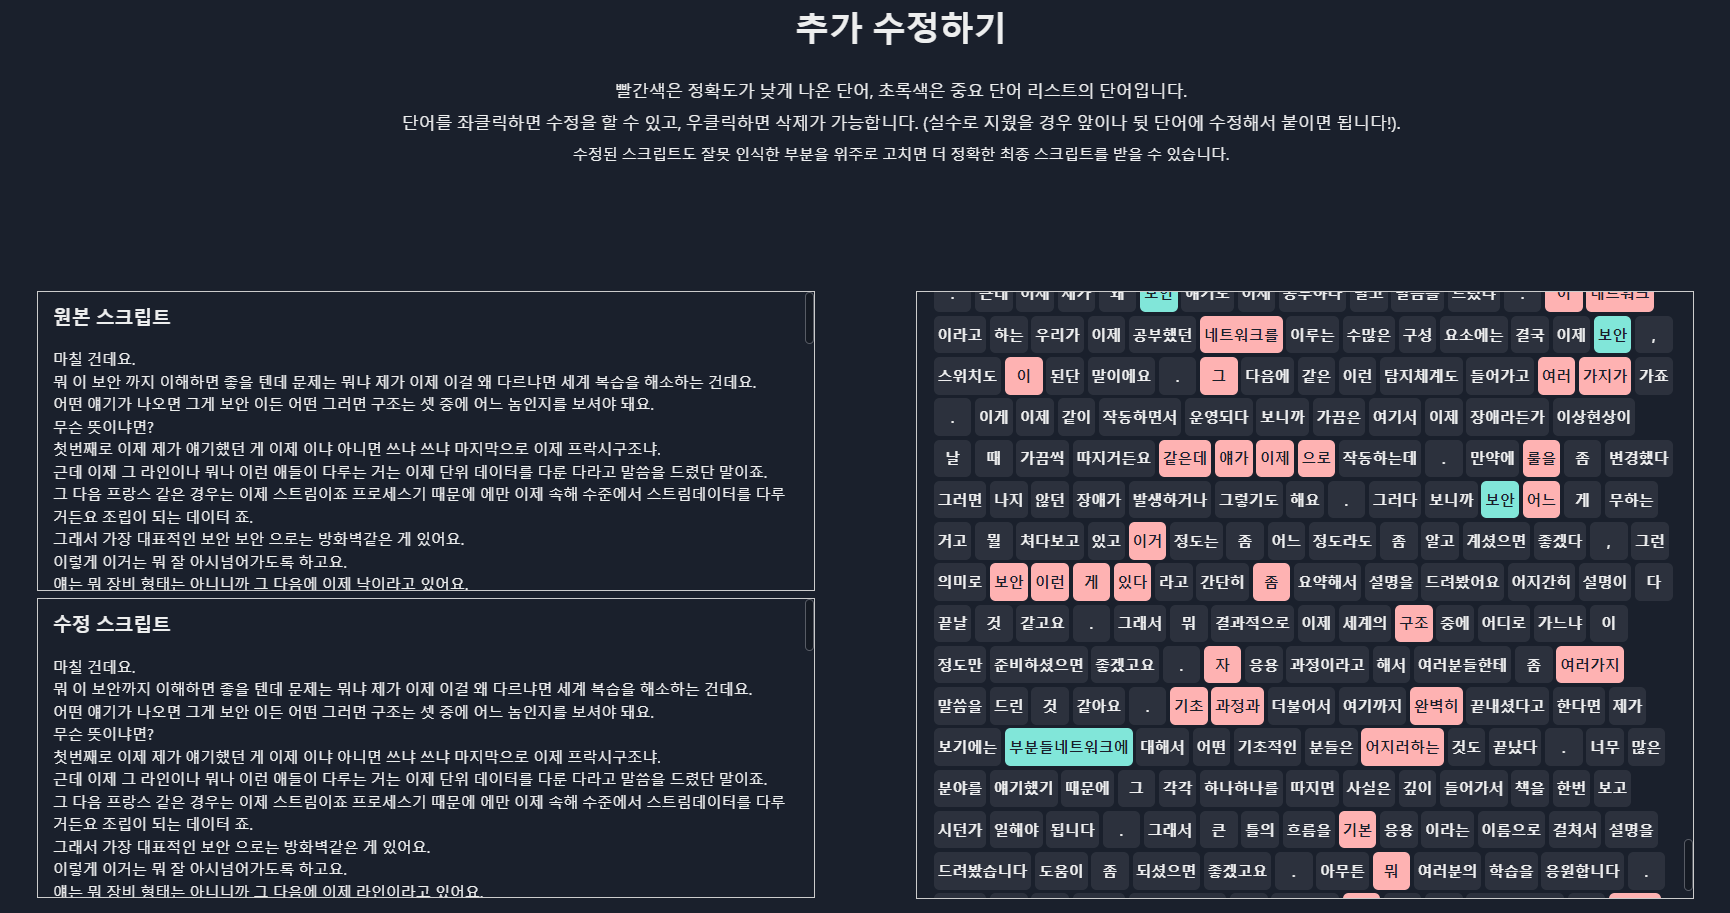 추가 수정하기
빨간색은 정확도가 낮게 나온 단어, 초록색은 중요 단어 리스트의 단어입니다.
단어를 좌클릭하면 수정을 할 수 있고, 우클릭하면 삭제가 가능합니다. (실수로 지웠을 경우 앞이나 뒷 단어에 수정해서 붙이면 됩니다!).
수정된 스크립트도 잘못 인식한 부분을 위주로 고치면 더 정확한 최종 스크립트를 받을 수 있습니다.
원본 스크립트
마칠 건데요.
뭐 이 보안 까지 이해하면 좋을 텐데 문제는 뭐냐 제가 이제 이걸 왜 다르냐면 세계 복습을 해소하는 건데요.
어떤 얘기가 나오면 그게 보안 이든 어떤 그러면 구조는 셋 중에 어느 놈인지를 보셔야 돼요.
무슨 뜻이냐면?
첫번째로 이제 제가 얘기했던 게 이제 이냐 아니면 쓰냐 쓰냐 마지막으로 이제 프락시구조냐.
근데 이제 그 라인이나 뭐나 이런 애들이 다루는 거는 이제 단위 데이터를 다룬 다라고 말씀을 드렸단 말이죠.
그 다음 프랑스 같은 경우는 이제 스트림이죠 프로세스기 때문에 에만 이제 속해 수준에서 스트림데이터를 다루
거든요 조립이 되는 데이터 죠.
그래서 가장 대표적인 보안 보안 으로는 방화벽같은 게 있어요.
이렇게 이거는 뭐 잘 아시넘어가도록 하고요.
얘는 뭐 장비 형태는 아니니까 그 다음에 이제 낙이라고 있어요.
수정 스크립트
마칠 건데요.
뭐 이 보안까지 이해하면 좋을 텐데 문제는 뭐냐 제가 이제 이걸 왜 다르냐면 세계 복습을 해소하는 건데요.
어떤 얘기가 나오면 그게 보안 이든 어떤 그러면 구조는 셋 중에 어느 놈인지를 보셔야 돼요.
무슨 뜻이냐면?
첫번째로 이제 제가 얘기했던 게 이제 이냐 아니면 쓰냐 쓰냐 마지막으로 이제 프락시구조냐.
근데 이제 그 라인이나 뭐나 이런 애들이 다루는 거는 이제 단위 데이터를 다룬 다라고 말씀을 드렸단 말이죠.
그 다음 프랑스 같은 경우는 이제 스트림이죠 프로세스기 때문에 에만 이제 속해 수준에서 스트림데이터를 다루
거든요 조립이 되는 데이터 죠.
그래서 가장 대표적인 보안 으로는 방화벽같은 게 있어요.
이렇게 이거는 뭐 잘 아시넘어가도록 하고요.
얘는 뭐 장비 형태는 아니니까 그 다음에 이제 라인이라고 있어요.
. 근데 이제 제가 왜 보안 얘기도 이제 공부하나 말고 말씀을 드렸냐 . 이 네트워크
이라고 하는 우리가 이제 공부했던 네트워크를 이루는 수많은 구성 요소에는 결국 이제 보안 ,
스위치도 이 된단 말이에요 . 그 다음에 같은 이런 탐지체계도 들어가고 여러 가지가 가죠
. 이게 이제 같이 작동하면서 운영되다 보니까 가끔은 여기서 이제 장애라든가 이상현상이
날 때 가끔씩 따지거든요 같은데 얘가 이제 으로 작동하는데 . 만약에 룰을 좀 변경했다
그러면 나지 않던 장애가 발생하거나 그렇기도 해요 . 그러다 보니까 보안 어느 게 무하는
거고 뭘 쳐다보고 있고 이거 정도는 좀 어느 정도라도 좀 알고 계셨으면 좋겠다 , 그런
의미로 보안 이런 게 있다 라고 간단히 좀 요약해서 설명을 드려봤어요 어지간히 설명이 다
끝날 것 같고요 . 그래서 뭐 결과적으로 이제 세계의 구조 중에 어디로 가느냐 이
정도만 준비하셨으면 좋겠고요 . 자 응용 과정이라고 해서 여러분들한테 좀 여러가지
말씀을 드린 것 같아요 . 기초 과정과 더불어서 여기까지 완벽히 끝내셨다고 한다면 제가
보기에는 부분들네트워크에 대해서 어떤 기초적인 분들은 어지러하는 것도 끝났다 . 너무 많은
분야를 얘기했기 때문에 그 각각 하나하나를 따지면 사실은 깊이 들어가서 책을 한번 보고
시던가 일해야 됩니다 . 그래서 큰 틀의 흐름을 기본 응용 이라는 이름으로 걸쳐서 설명을
드려봤습니다 도움이 좀 되셨으면 좋겠고요 . 아무튼 뭐 여러분의 학습을 응원합니다 .